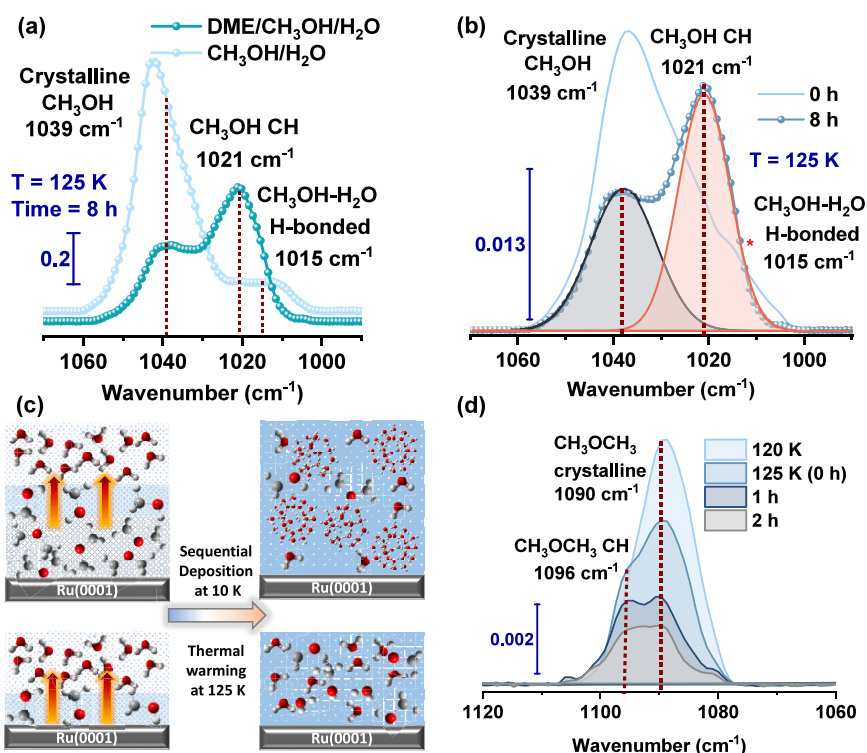 (a)
DME/CH₃OH/H₂O
CH₃OH/H₂O
Crystalline
CH₃OH
1039 cm⁻¹
CH₃OH CH
1021 cm⁻¹
T = 125 K
Time = 8 h
0.2
CH₃OH-H₂O
H-bonded
1015 cm⁻¹
1060 1040 1020 1000
Wavenumber (cm⁻¹)
(b)
Crystalline
CH₃OH
1039 cm⁻¹
CH₃OH CH
1021 cm⁻¹
0 h
8 h
T = 125 K
0.013
CH₃OH-H₂O
H-bonded
* 1015 cm⁻¹
1060 1040 1020 1000
Wavenumber (cm⁻¹)
(c)
Ru(0001)
Sequential
Deposition
at 10 K
Ru(0001)
Ru(0001)
Thermal
warming
at 125 K
Ru(0001)
(d)
CH₃OCH₃
crystalline
1090 cm⁻¹
CH₃OCH₃ CH
1096 cm⁻¹
120 K
125 K (0 h)
1 h
2 h
0.002
1120 1100 1080 1060
Wavenumber (cm⁻¹)